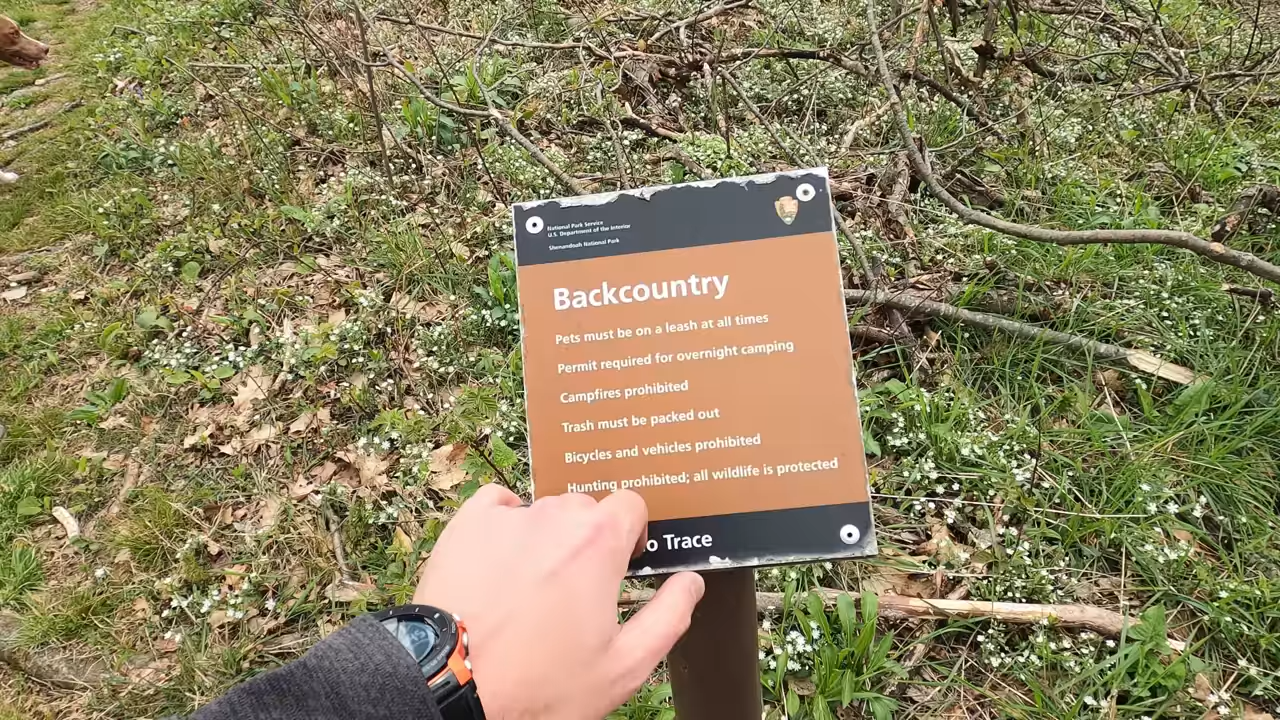 National Park Service
U.S. Department of the Interior
Shenandoah National Park
Backcountry
Pets must be on a leash at all times
Permit required for overnight camping
Campfires prohibited
Trash must be packed out
Bicycles and vehicles prohibited
Hunting prohibited; all wildlife is protected
Trace